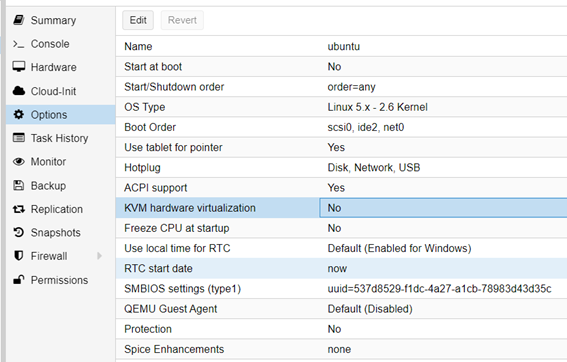 Summary
Console
Hardware
Cloud-Init
Options
Task History
Monitor
Backup
Replication
Snapshots
Firewall
Permissions
Edit Revert
Name ubuntu
Start at boot No
Start/Shutdown order order=any
OS Type Linux 5.x - 2.6 Kernel
Boot Order scsi0, ide2, net0
Use tablet for pointer Yes
Hotplug Disk, Network, USB
ACPI support Yes
KVM hardware virtualization No
Freeze CPU at startup No
Use local time for RTC Default (Enabled for Windows)
RTC start date now
SMBIOS settings (type1) uuid=537d8529-f1dc-4a27-a1cb-78983d43d35c
QEMU Guest Agent Default (Disabled)
Protection No
Spice Enhancements none